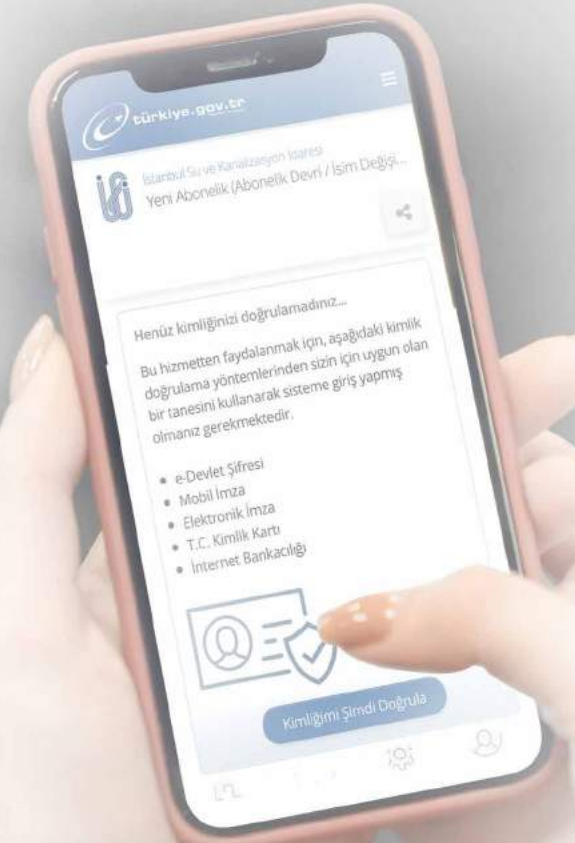 türkiye.gov.tr
İstanbul Su ve Kanalizasyon İdaresi
Yeni Abonelik (Abonelik Devri / İsim Değişi...
Henüz kimliğinizi doğrulamadınız...
Bu hizmetten faydalanmak için, aşağıdaki kimlik
doğrulama yöntemlerinden sizin için uygun olan
bir tanesini kullanarak sisteme giriş yapmış
olmanız gerekmektedir.
• e-Devlet Şifresi
• Mobil İmza
• Elektronik İmza
• T.C. Kimlik Kartı
• İnternet Bankacılığı
Kimliğimi Şimdi Doğrula